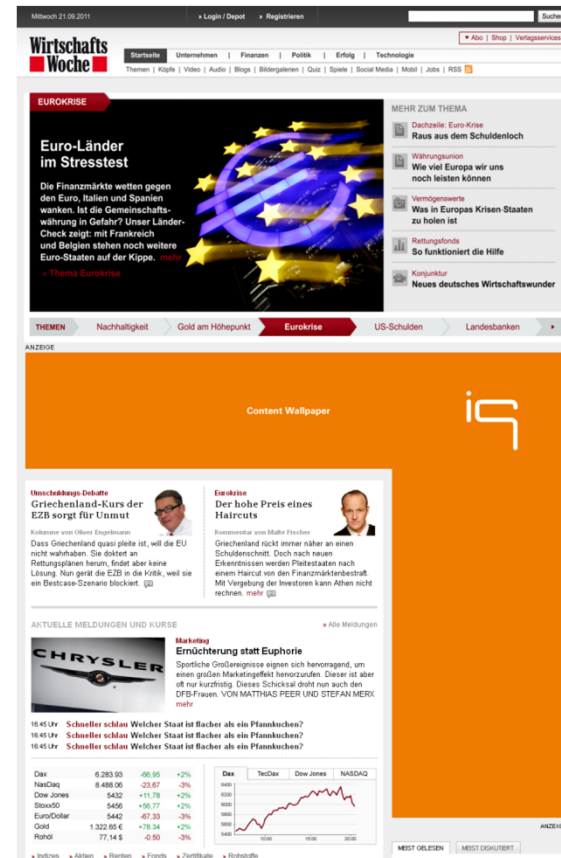 Mittwoch 21.09.2011
» Login / Depot » Registrieren
Suche
▾ Abo | Shop | Verlagsservices
Wirtschafts
Woche
Startseite Unternehmen | Finanzen | Politik | Erfolg | Technologie
Themen | Köpfe | Video | Audio | Blogs | Bildergalerien | Quiz | Spiele | Social Media | Mobil | Jobs | RSS
EUROKRISE
Euro-Länder
im Stresstest
Die Finanzmärkte wetten gegen
den Euro, Italien und Spanien
wanken. Ist die Gemeinschafts-
währung in Gefahr? Unser Länder-
Check zeigt: mit Frankreich
und Belgien stehen noch weitere
Euro-Staaten auf der Kippe. mehr
» Thema Eurokrise
MEHR ZUM THEMA
Dachzeile: Euro-Krise
Raus aus dem Schuldenloch
Währungsunion
Wie viel Europa wir uns
noch leisten können
Vermögenswerte
Was in Europas Krisen-Staaten
zu holen ist
Rettungsfonds
So funktioniert die Hilfe
Konjunktur
Neues deutsches Wirtschaftswunder
THEMEN Nachhaltigkeit Gold am Höhepunkt Eurokrise US-Schulden Landesbanken
ANZEIGE
Content Wallpaper
iq
Umschuldungs-Debatte
Griechenland-Kurs der
EZB sorgt für Unmut
Kolumne von Oliver Engelmann
Dass Griechenland quasi pleite ist, will die EU
nicht wahrhaben. Sie doktert an
Rettungsplänen herum, findet aber keine
Lösung. Nun gerät die EZB in die Kritik, weil sie
ein Bestcase-Szenario blockiert.
Eurokrise
Der hohe Preis eines
Haircuts
Kommentar von Malte Fischer
Griechenland rückt immer näher an einen
Schuldenschnitt. Doch nach neuen
Erkenntnissen werden Pleitestaaten nach
einem Haircut von den Finanzmärkten bestraft.
Mit Vergebung der Investoren kann Athen nicht
rechnen. mehr
AKTUELLE MELDUNGEN UND KURSE
» Alle Meldungen
CHRYSLER
Marketing
Ernüchterung statt Euphorie
Sportliche Großereignisse eignen sich hervorragend, um
einen großen Marketingeffekt hervorzurufen. Dieser ist aber
oft nur kurzfristig. Dieses Schicksal droht nun auch den
DFB-Frauen. VON MATTHIAS PEER UND STEFAN MERX
mehr
16:45 Uhr Schneller schlau Welcher Staat ist flacher als ein Pfannkuchen?
16:45 Uhr Schneller schlau Welcher Staat ist flacher als ein Pfannkuchen?
16:45 Uhr Schneller schlau Welcher Staat ist flacher als ein Pfannkuchen?
Dax 6.283.93 -66,95 +2%
NasDaq 8.488.06 -23,67 -3%
Dow Jones 5432 +11,78 +2%
Stoxx50 5456 +56,77 +2%
Euro/Dollar 5442 -67,33 -3%
Gold 1.322.65 € +78.34 +2%
Rohöl 77,14 $ -0.50 -3%
Dax TecDax Dow Jones NASDAQ
6400
6200
6000
5800
5600
5400
10:00 15:00 20:00
» Indizes » Aktien » Renten » Fonds » Zertifikate » Rohstoffe
ANZEIGE
MEIST GELESEN MEIST DISKUTIERT